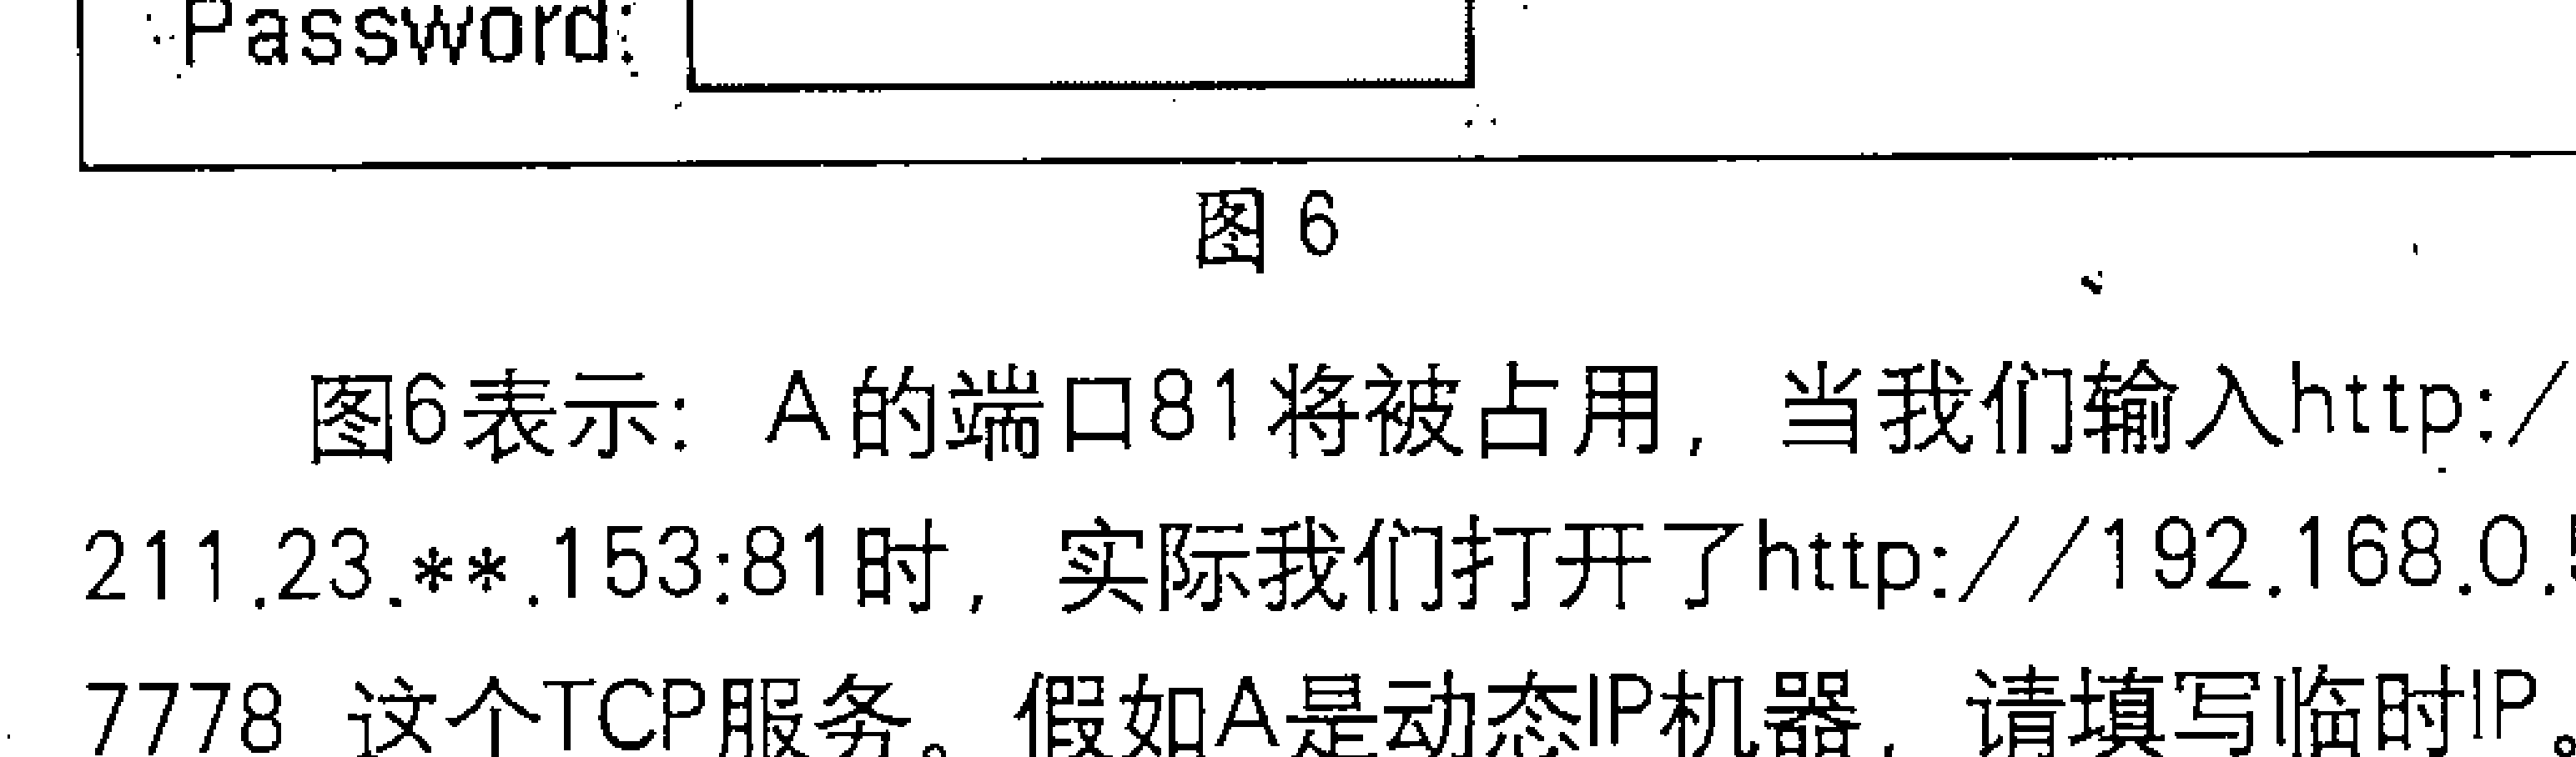 Password:
图 6
图6表示：A的端口81将被占用，当我们输入http:/
211.23.**.153:81时，实际我们打开了http://192.168.0.5
7778 这个TCP服务。假如A是动态IP机器，请填写临时IP。